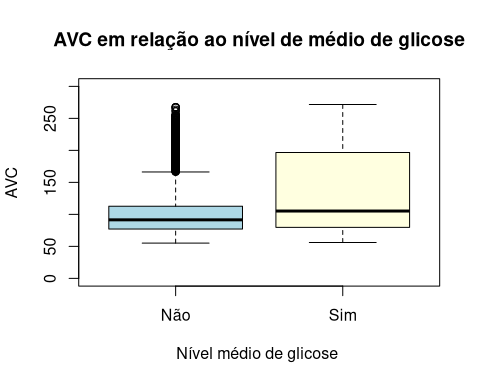 AVC em relação ao nível de médio de glicose
AVC
250
150
50
0
Não
Sim
Nível médio de glicose